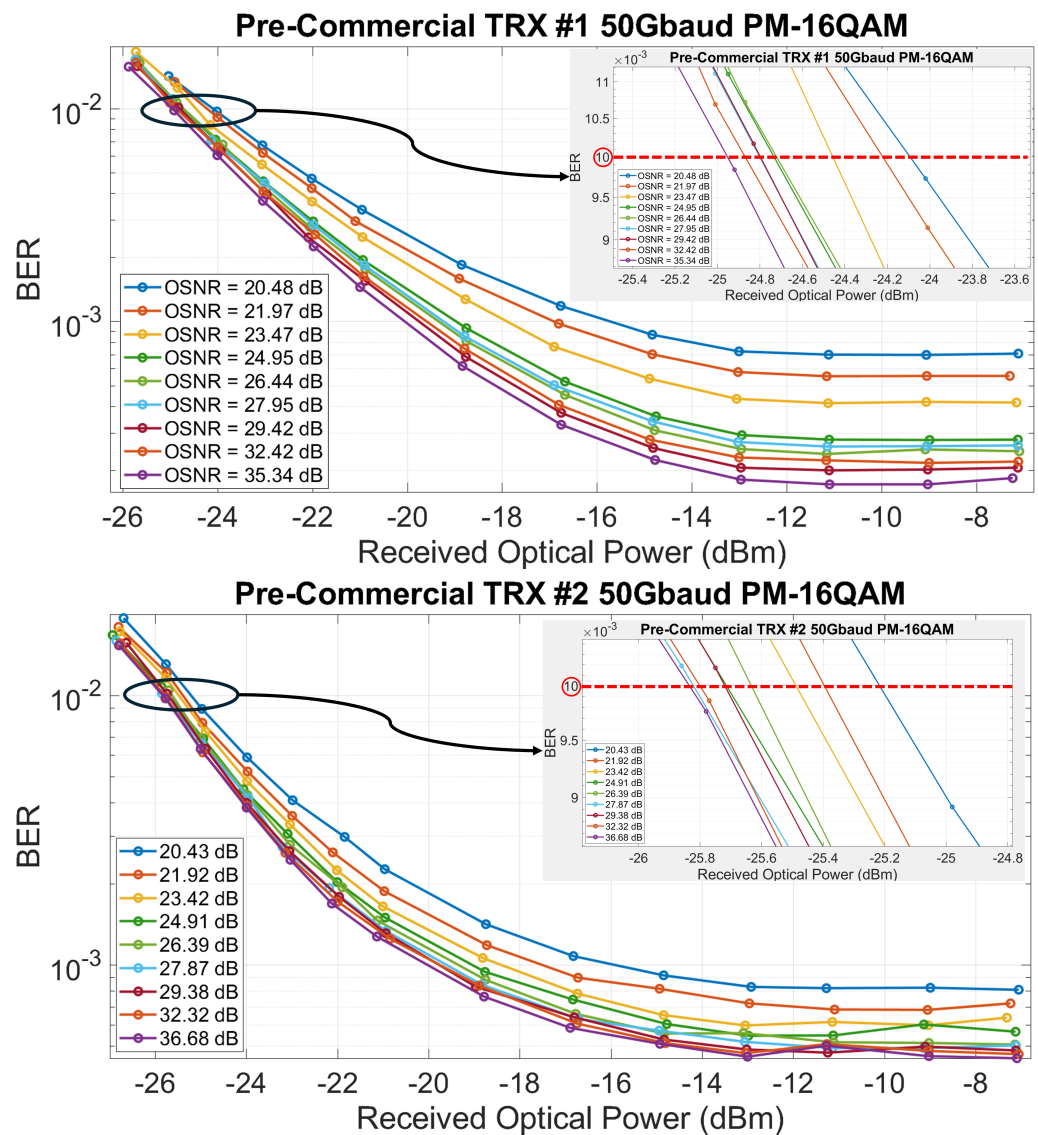 Pre-Commercial TRX #1 50Gbaud PM-16QAM
BER
10^-2
10^-3
-26 -24 -22 -20 -18 -16 -14 -12 -10 -8
Received Optical Power (dBm)
OSNR = 20.48 dB
OSNR = 21.97 dB
OSNR = 23.47 dB
OSNR = 24.95 dB
OSNR = 26.44 dB
OSNR = 27.95 dB
OSNR = 29.42 dB
OSNR = 32.42 dB
OSNR = 35.34 dB
×10^-3
Pre-Commercial TRX #1 50Gbaud PM-16QAM
BER
11
10.5
10
9.5
9
OSNR = 20.48 dB
OSNR = 21.97 dB
OSNR = 23.47 dB
OSNR = 24.95 dB
OSNR = 26.44 dB
OSNR = 27.95 dB
OSNR = 29.42 dB
OSNR = 32.42 dB
OSNR = 35.34 dB
-25.4 -25.2 -25 -24.8 -24.6 -24.4 -24.2 -24 -23.8 -23.6
Received Optical Power (dBm)
Pre-Commercial TRX #2 50Gbaud PM-16QAM
BER
10^-2
10^-3
-26 -24 -22 -20 -18 -16 -14 -12 -10 -8
Received Optical Power (dBm)
20.43 dB
21.92 dB
23.42 dB
24.91 dB
26.39 dB
27.87 dB
29.38 dB
32.32 dB
36.68 dB
×10^-3
Pre-Commercial TRX #2 50Gbaud PM-16QAM
BER
10
9.5
9
20.43 dB
21.92 dB
23.42 dB
24.91 dB
26.39 dB
27.87 dB
29.38 dB
32.32 dB
36.68 dB
-26 -25.8 -25.6 -25.4 -25.2 -25 -24.8
Received Optical Power (dBm)